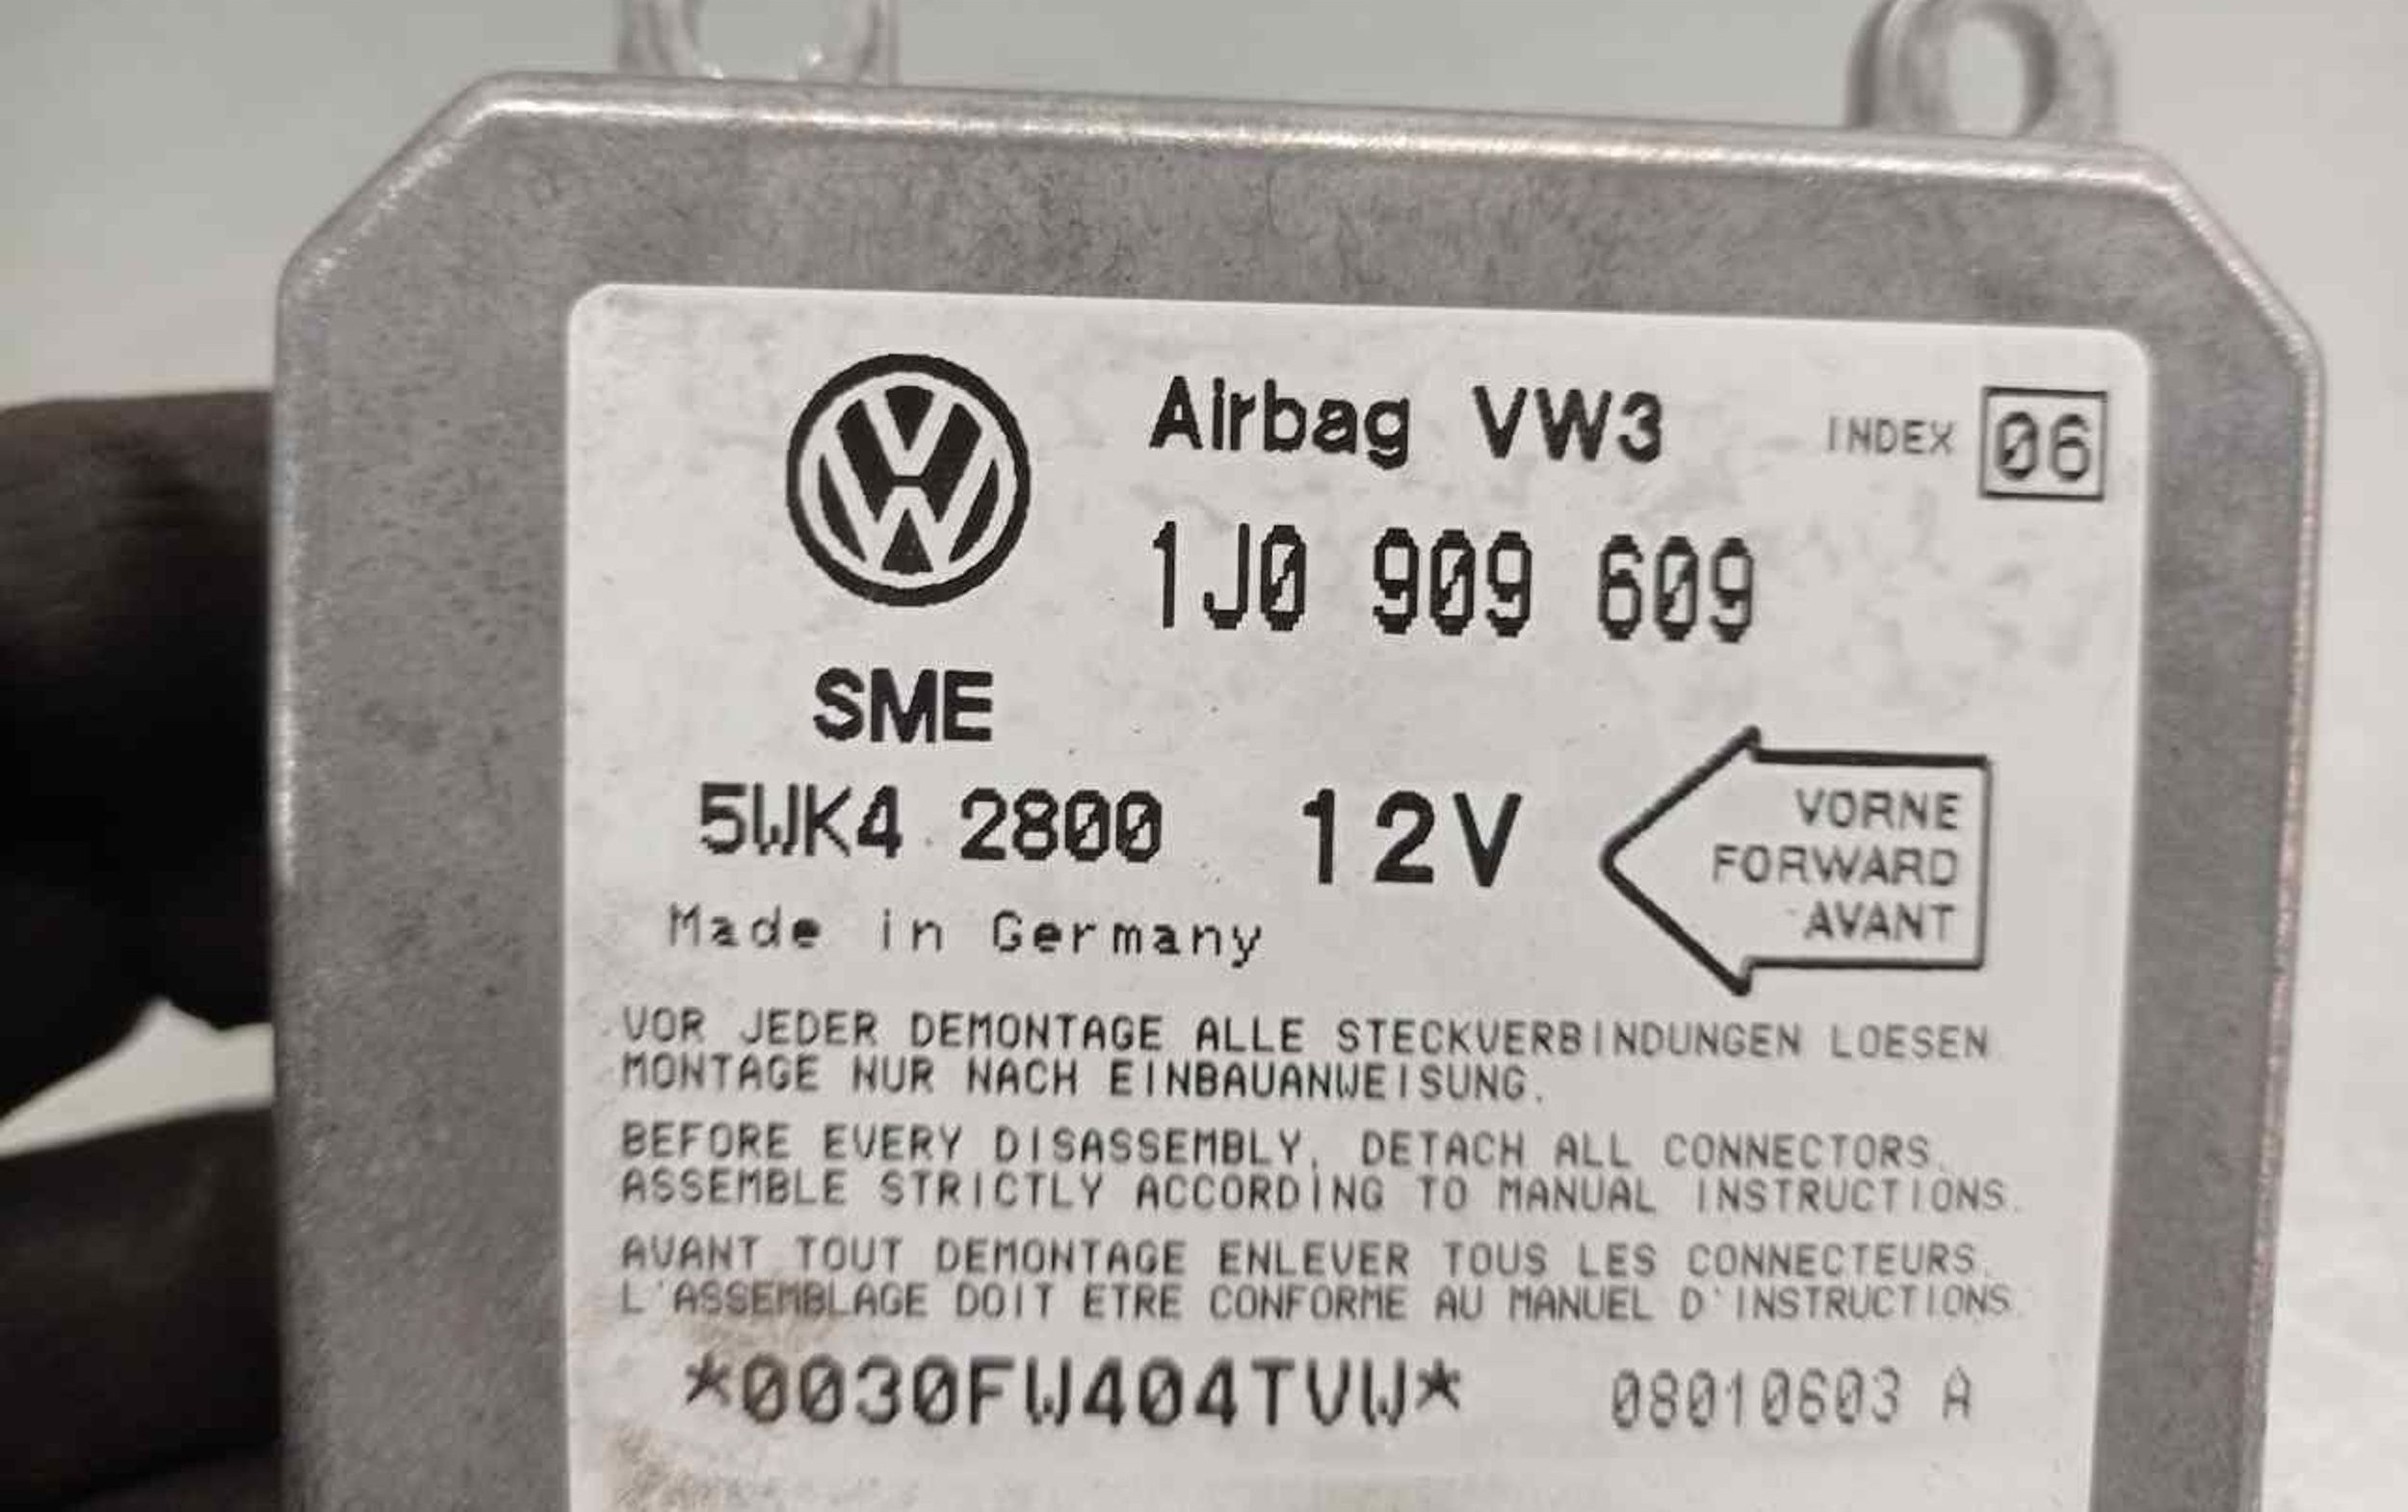 Airbag VW3 INDEX 06
1J0 909 609
SME
5WK4 2800 12V
VORNE
FORWARD
AVANT
Made in Germany
VOR JEDER DEMONTAGE ALLE STECKVERBINDUNGEN LOESEN.
MONTAGE NUR NACH EINBAUANWEISUNG.
BEFORE EVERY DISASSEMBLY, DETACH ALL CONNECTORS.
ASSEMBLE STRICTLY ACCORDING TO MANUAL INSTRUCTIONS.
AVANT TOUT DEMONTAGE ENLEVER TOUS LES CONNECTEURS.
L'ASSEMBLAGE DOIT ETRE CONFORME AU MANUEL D'INSTRUCTIONS.
*0030FW404TVW* 08010603 A